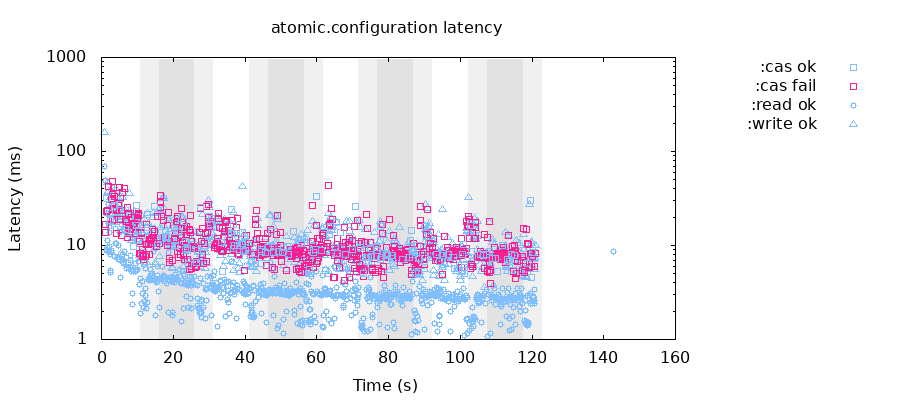 atomic.configuration latency
1000
100
10
1
0 20 40 60 80 100 120 140 160
Latency (ms)
Time (s)
:cas ok
:cas fail
:read ok
:write ok